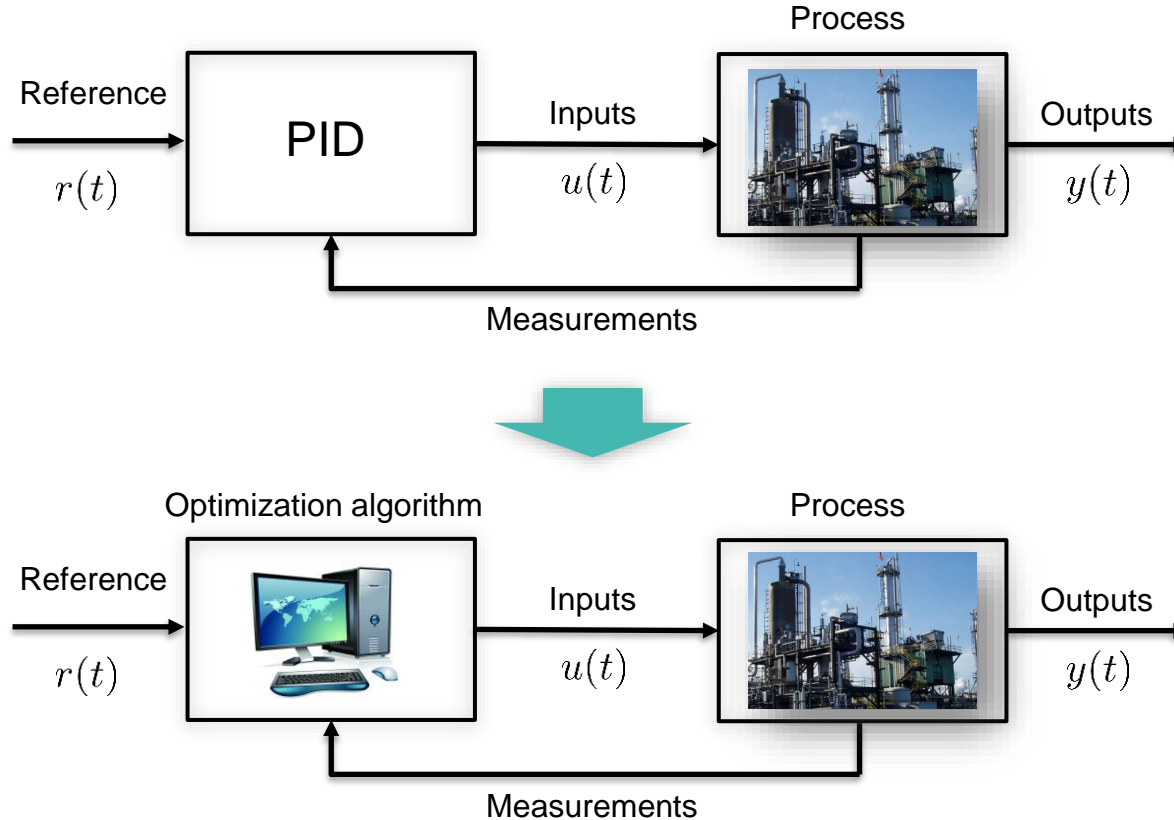 Process
Reference
PID
Inputs
Outputs
r(t)
u(t)
y(t)
Measurements
Optimization algorithm
Process
Reference
Inputs
Outputs
r(t)
u(t)
y(t)
Measurements